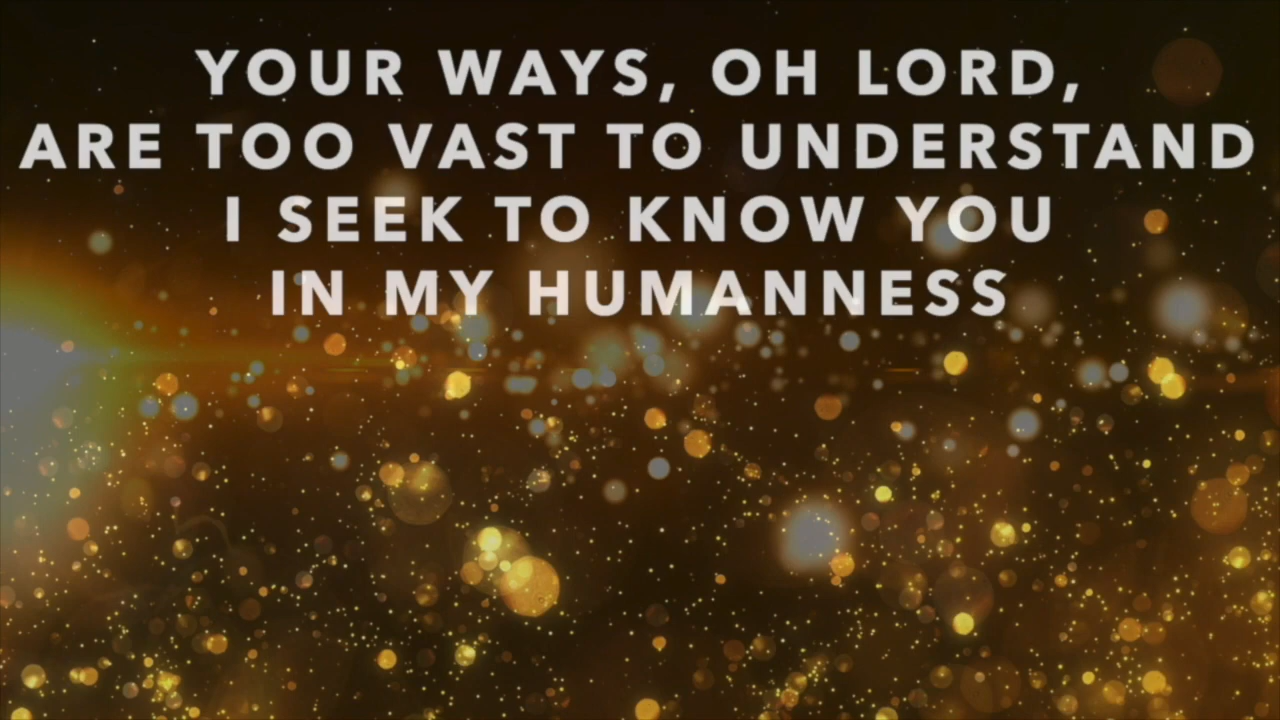 YOUR WAYS, OH LORD,
ARE TOO VAST TO UNDERSTAND
I SEEK TO KNOW YOU
IN MY HUMANNESS